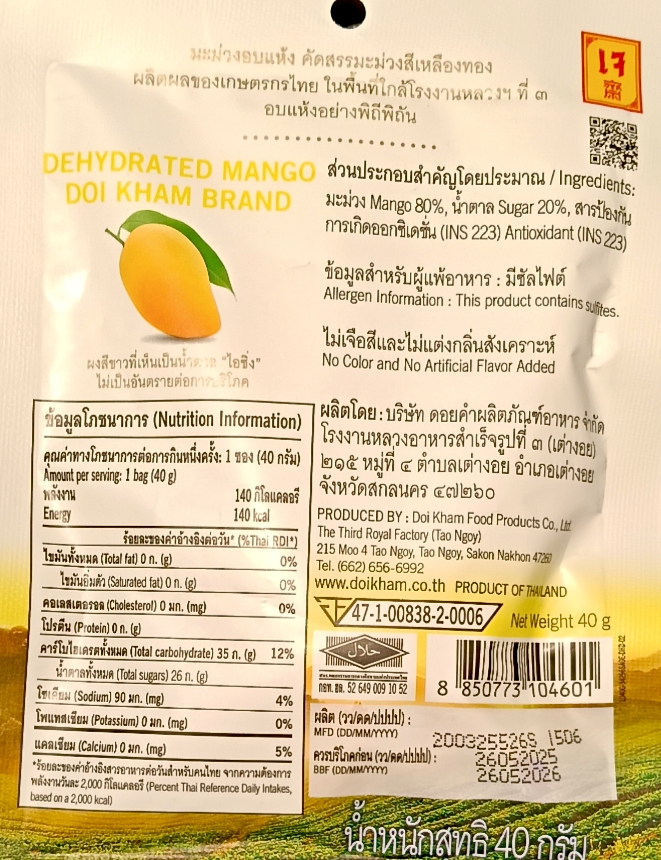 มะม่วงอบแห้ง คัดสรรมะม่วงสีเหลืองทอง
ผลิตผลของเกษตรกรไทย ในพื้นที่ใกล้โรงงานหลวงฯ ที่ ๓
อบแห้งอย่างพิถีพิถัน
เจ
齋
DEHYDRATED MANGO
DOI KHAM BRAND
ผงสีขาวที่เห็นเป็นน้ำตาล "ไอซิ่ง"
ไม่เป็นอันตรายต่อการบริโภค
ส่วนประกอบสำคัญโดยประมาณ / Ingredients:
มะม่วง Mango 80%, น้ำตาล Sugar 20%, สารป้องกัน
การเกิดออกซิเดชั่น (INS 223) Antioxidant (INS 223)
ข้อมูลสำหรับผู้แพ้อาหาร : มีซัลไฟต์
Allergen Information : This product contains sulfites.
ไม่เจือสีและไม่แต่งกลิ่นสังเคราะห์
No Color and No Artificial Flavor Added
ข้อมูลโภชนาการ (Nutrition Information)
คุณค่าทางโภชนาการต่อการกินหนึ่งครั้ง: 1 ซอง (40 กรัม)
Amount per serving: 1 bag (40 g)
พลังงาน 140 กิโลแคลอรี
Energy 140 kcal
ร้อยละของค่าอ้างอิงต่อวัน* (%Thai RDI*)
ไขมันทั้งหมด (Total fat) 0 ก. (g) 0%
ไขมันอิ่มตัว (Saturated fat) 0 ก. (g) 0%
คอเลสเตอรอล (Cholesterol) 0 มก. (mg) 0%
โปรตีน (Protein) 0 ก. (g)
คาร์โบไฮเดรตทั้งหมด (Total carbohydrate) 35 ก. (g) 12%
น้ำตาลทั้งหมด (Total sugars) 26 ก. (g)
โซเดียม (Sodium) 90 มก. (mg) 4%
โพแทสเซียม (Potassium) 0 มก. (mg) 0%
แคลเซียม (Calcium) 0 มก. (mg) 5%
*ร้อยละของค่าอ้างอิงสารอาหารต่อวันสำหรับคนไทย จากความต้องการ
พลังงานวันละ 2,000 กิโลแคลอรี (Percent Thai Reference Daily Intakes,
based on a 2,000 kcal)
ผลิตโดย: บริษัท ดอยคำผลิตภัณฑ์อาหาร จำกัด
โรงงานหลวงอาหารสำเร็จรูปที่ ๓ (เต่างอย)
๒๑๕ หมู่ที่ ๔ ตำบลเต่างอย อำเภอเต่างอย
จังหวัดสกลนคร ๔๗๒๖๐
PRODUCED BY : Doi Kham Food Products Co., Ltd.
The Third Royal Factory (Tao Ngoy)
215 Moo 4 Tao Ngoy, Tao Ngoy, Sakon Nakhon 47260
Tel. (662) 656-6992
www.doikham.co.th PRODUCT OF THAILAND
47-1-00838-2-0006 Net Weight 40 g
حلال
กอท. ฮล. 52 649 009 10 52
8 850773 104601
ผลิต (วว/ดด/ปปปป) :
MFD (DD/MM/YYYY)
ควรบริโภคก่อน (วว/ดด/ปปปป) :
BBF (DD/MM/YYYY)
200325526S 1506
26052025
26052026
น้ำหนักสุทธิ 40 กรัม